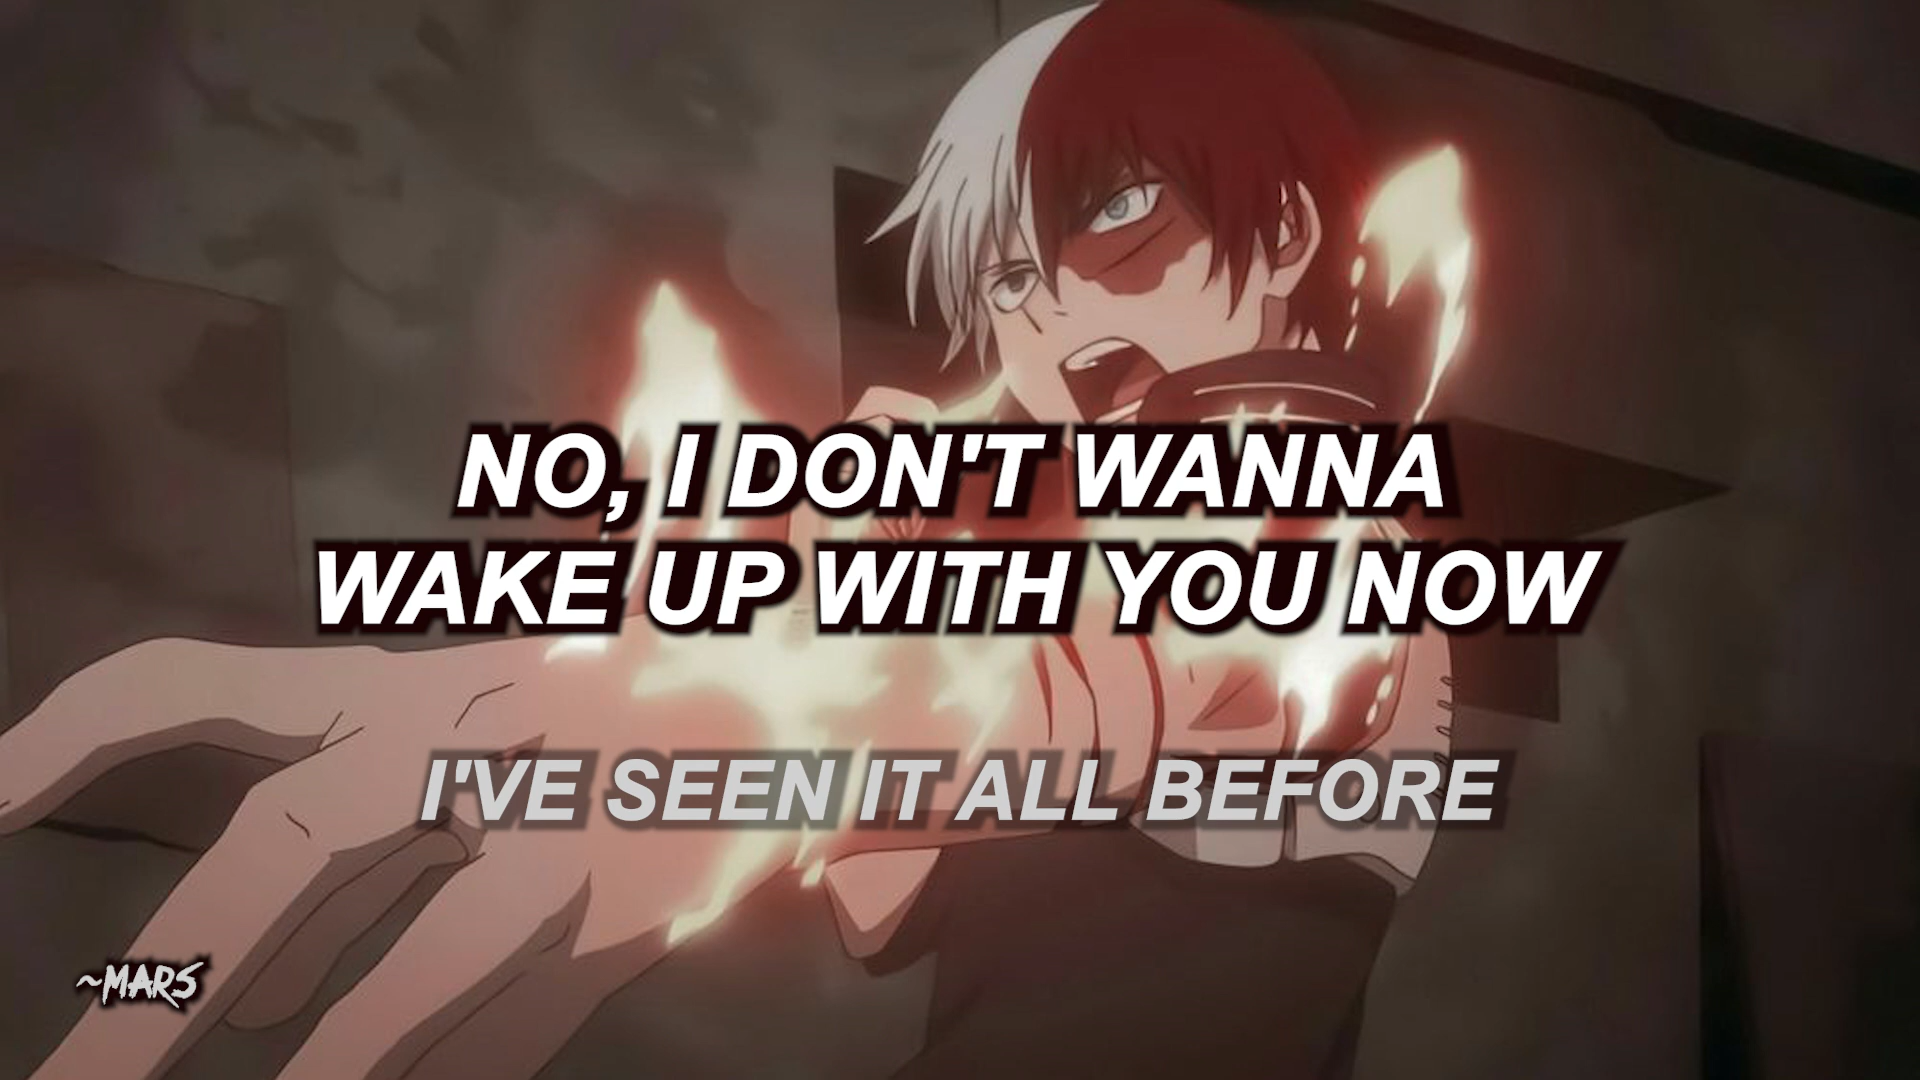 NO, I DON'T WANNA
WAKE UP WITH YOU NOW
I'VE SEEN IT ALL BEFORE
~MARS